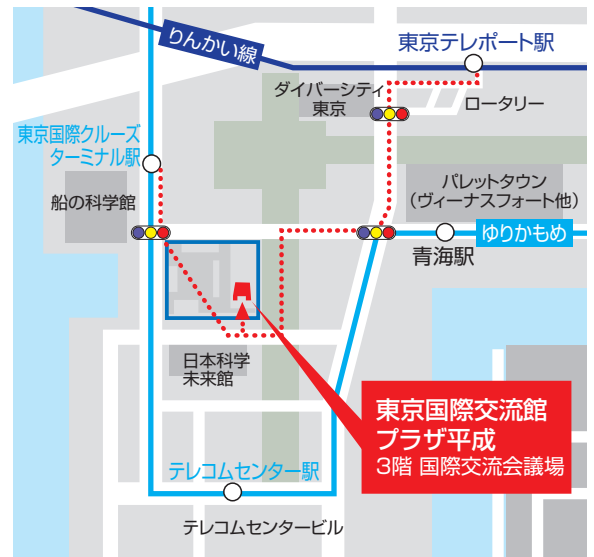 りんかい線
東京テレポート駅
ダイバーシティ
東京
ロータリー
東京国際クルーズ
ターミナル駅
船の科学館
パレットタウン
(ヴィーナスフォート他)
ゆりかもめ
青海駅
日本科学
未来館
東京国際交流館
プラザ平成
3階 国際交流会議場
テレコムセンター駅
テレコムセンタービル